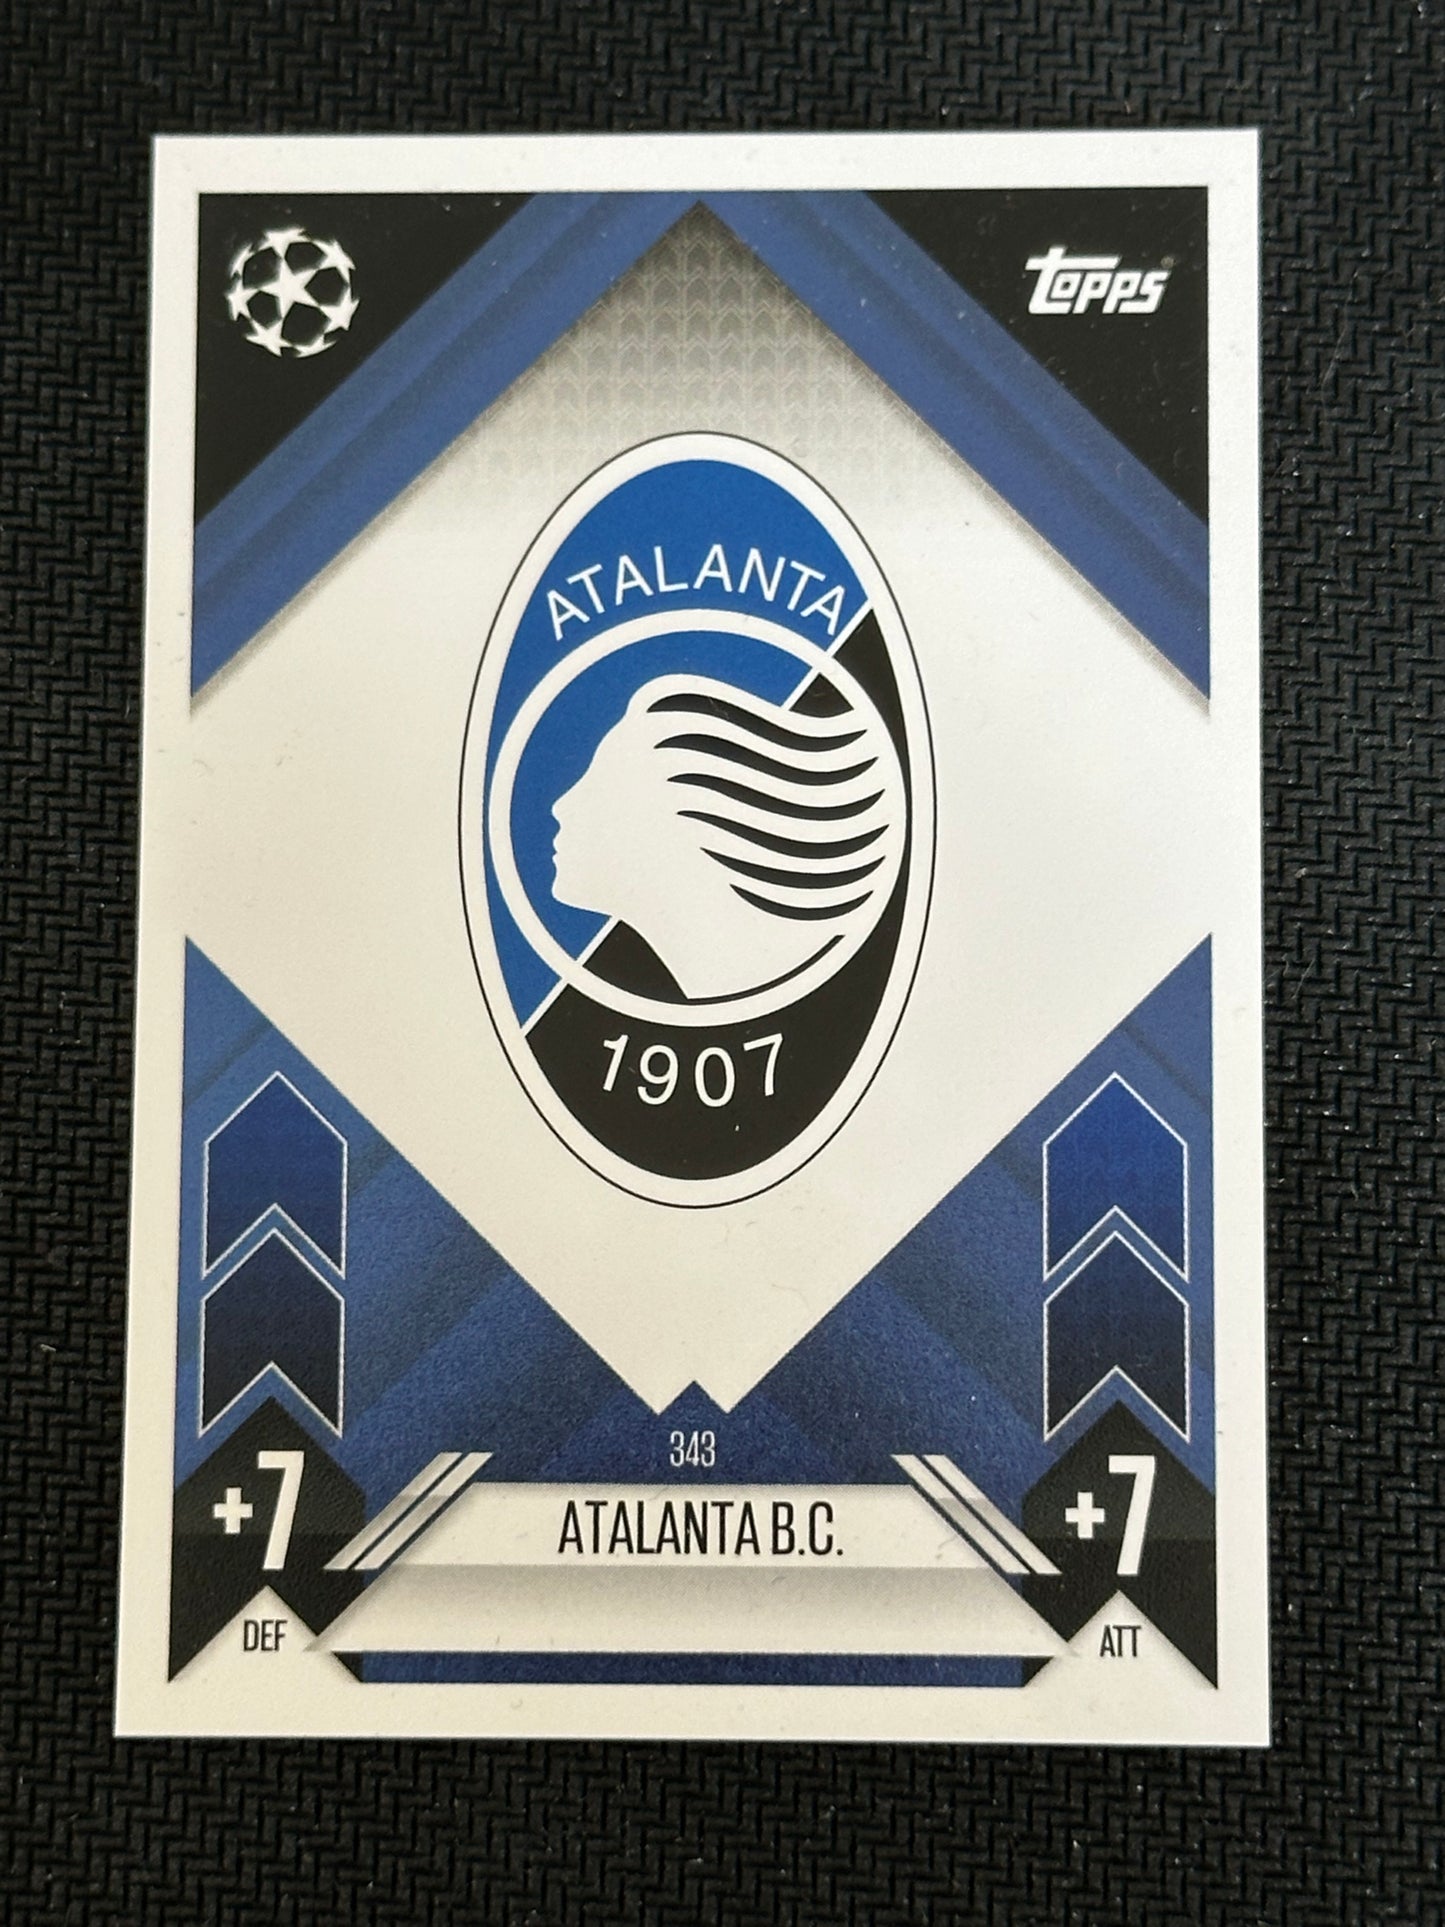 Topps
ATALANTA
1907
343
ATALANTA B.C.
+7
DEF
+7
ATT